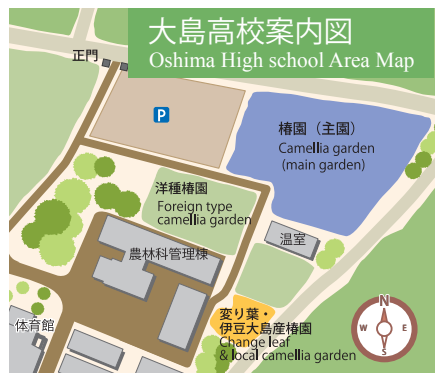 大島高校案内図
Oshima High school Area Map
正門
P
椿園（主園）
Camellia garden
(main garden)
洋種椿園
Foreign type
camellia garden
温室
農林科管理棟
変り葉・
伊豆大島産椿園
Change leaf
& local camellia garden
体育館
N
W
E
S